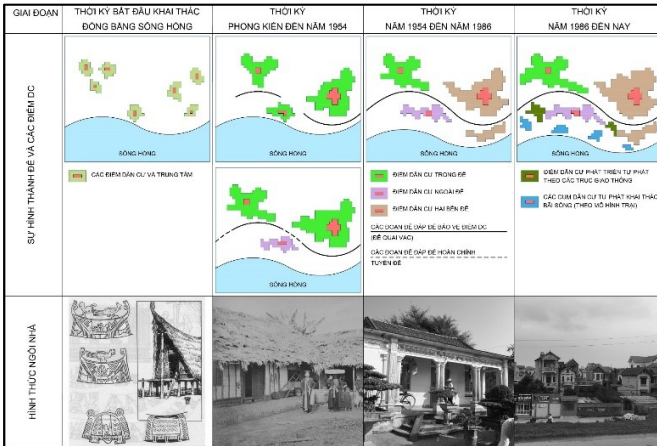 GIAI ĐOẠN
THỜI KỲ BẮT ĐẦU KHAI THÁC
ĐỒNG BẰNG SÔNG HỒNG
THỜI KỲ
PHONG KIẾN ĐẾN NĂM 1954
THỜI KỲ
NĂM 1954 ĐẾN NĂM 1986
THỜI KỲ
NĂM 1986 ĐẾN NAY
SỰ HÌNH THÀNH ĐÊ VÀ CÁC ĐIỂM DC
SÔNG HỒNG
SÔNG HỒNG
SÔNG HỒNG
SÔNG HỒNG
CÁC ĐIỂM DÂN CƯ VÀ TRUNG TÂM
SÔNG HỒNG
ĐIỂM DÂN CƯ TRONG ĐÊ
ĐIỂM DÂN CƯ NGOÀI ĐÊ
ĐIỂM DÂN CƯ HAI BÊN ĐÊ
CÁC ĐOẠN ĐÊ ĐẮP ĐỂ BẢO VỆ ĐIỂM DC
(ĐÊ QUAI VẠC)
CÁC ĐOẠN ĐÊ ĐẮP ĐỂ HOÀN CHỈNH
TUYẾN ĐÊ
ĐIỂM DÂN CƯ PHÁT TRIỂN TỰ PHÁT
THEO CÁC TRỤC GIAO THÔNG
CÁC CỤM DÂN CƯ TỰ PHÁT KHAI THÁC
BÃI SÔNG (THEO MÔ HÌNH TRẠI)
HÌNH THỨC NGÔI NHÀ